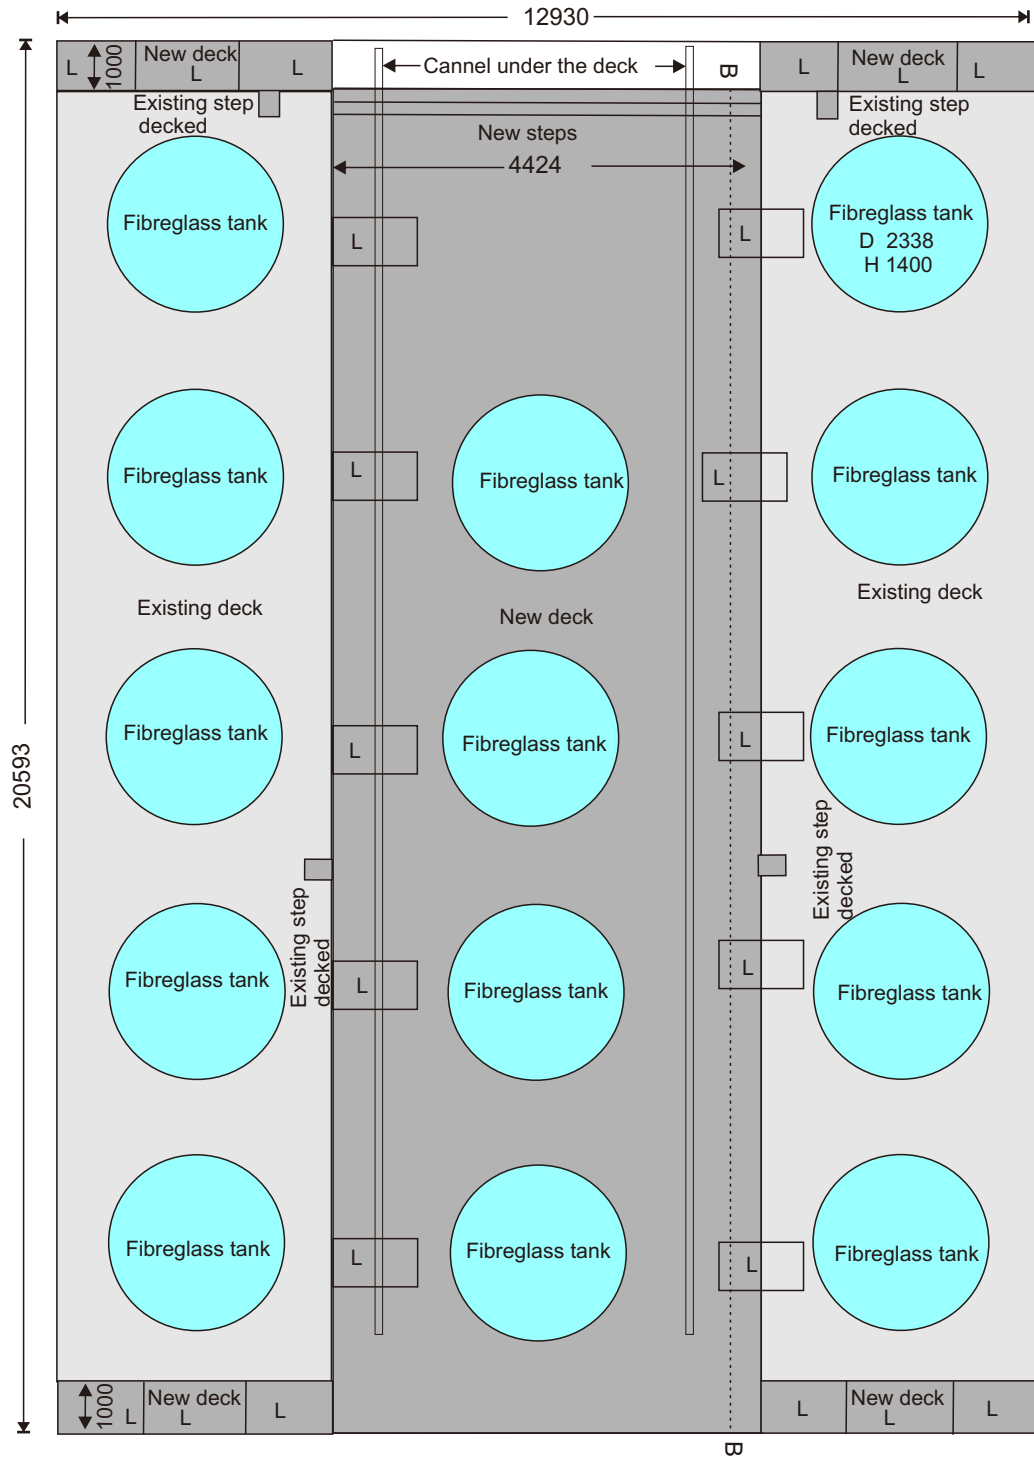 12930
L
1000
New deck
L
L
Cannel under the deck
B
L
New deck
L
L
Existing step
decked
Existing step
decked
New steps
4424
Fibreglass tank
L
L
Fibreglass tank
D 2338
H 1400
Fibreglass tank
L
Fibreglass tank
L
Fibreglass tank
Existing deck
New deck
Existing deck
20593
Fibreglass tank
L
Fibreglass tank
L
Fibreglass tank
Existing step
decked
Existing step
decked
Fibreglass tank
L
Fibreglass tank
L
Fibreglass tank
Fibreglass tank
L
Fibreglass tank
L
Fibreglass tank
1000
L
New deck
L
L
L
New deck
L
L
B